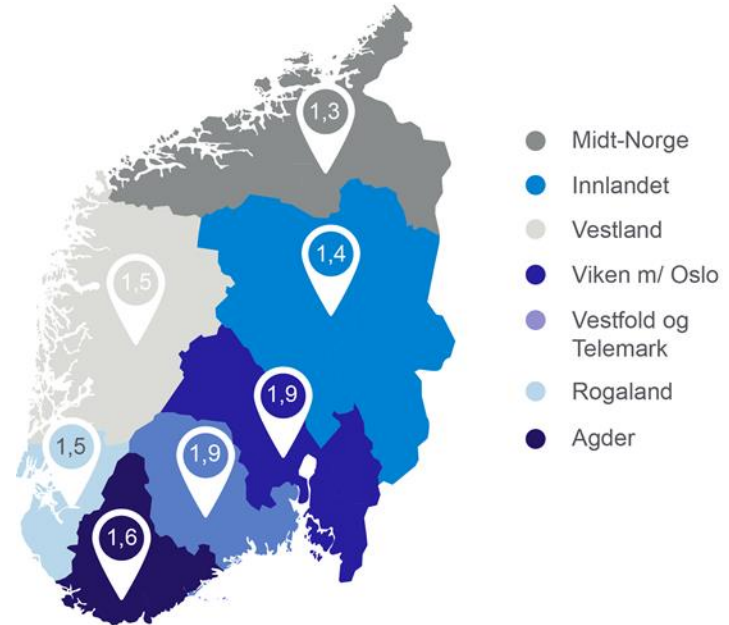 1,3
1,4
1,5
1,9
1,5
1,9
1,6
Midt-Norge
Innlandet
Vestland
Viken m/ Oslo
Vestfold og
Telemark
Rogaland
Agder